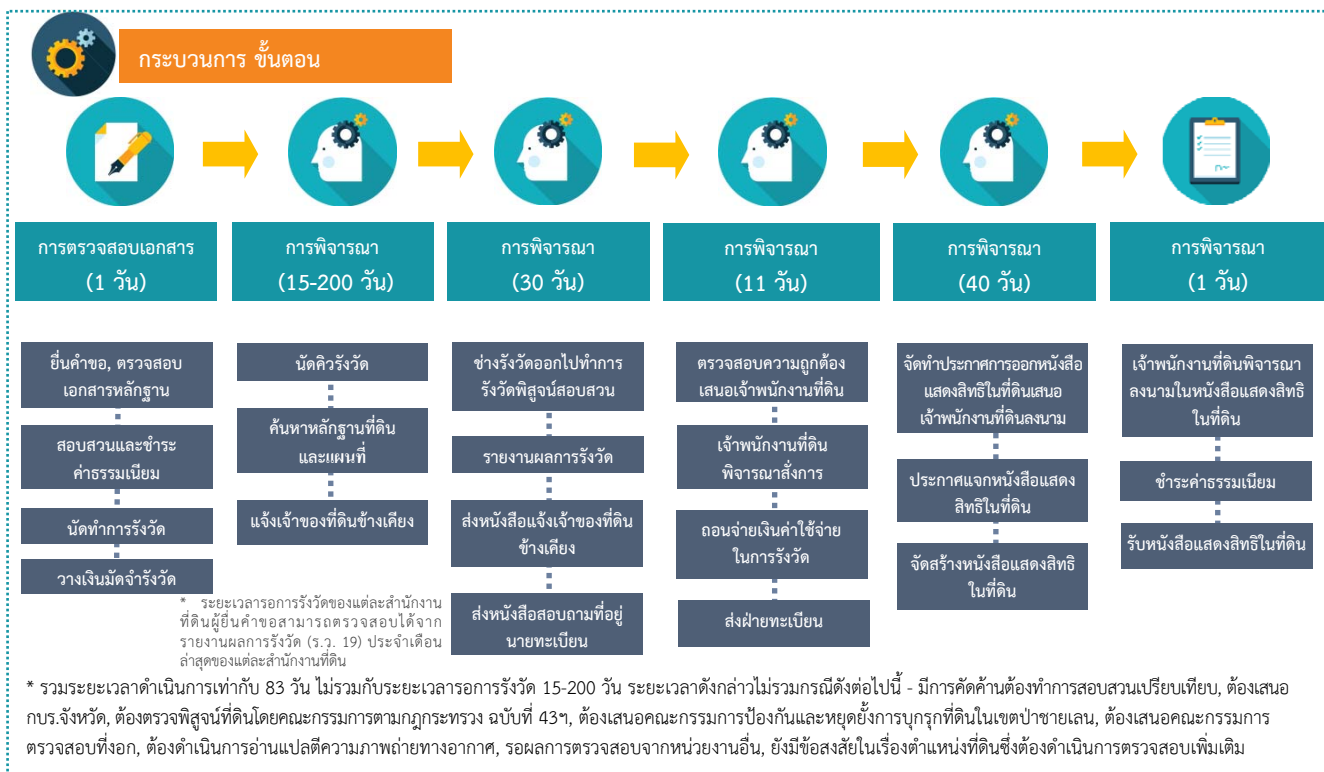 กระบวนการ ขั้นตอน
การตรวจสอบเอกสาร
(1 วัน)
การพิจารณา
(15-200 วัน)
การพิจารณา
(30 วัน)
การพิจารณา
(11 วัน)
การพิจารณา
(40 วัน)
การพิจารณา
(1 วัน)
ยื่นคำขอ, ตรวจสอบ
เอกสารหลักฐาน
สอบสวนและชำระ
ค่าธรรมเนียม
นัดทำการรังวัด
วางเงินมัดจำรังวัด
นัดคิวรังวัด
ค้นหาหลักฐานที่ดิน
และแผนที่
แจ้งเจ้าของที่ดินข้างเคียง
* ระยะเวลารอการรังวัดของแต่ละสำนักงาน
ที่ดินผู้ยื่นคำขอสามารถตรวจสอบได้จาก
รายงานผลการรังวัด (ร.ว. 19) ประจำเดือน
ล่าสุดของแต่ละสำนักงานที่ดิน
ช่างรังวัดออกไปทำการ
รังวัดพิสูจน์สอบสวน
รายงานผลการรังวัด
ส่งหนังสือแจ้งเจ้าของที่ดิน
ข้างเคียง
ส่งหนังสือสอบถามที่อยู่
นายทะเบียน
ตรวจสอบความถูกต้อง
เสนอเจ้าพนักงานที่ดิน
เจ้าพนักงานที่ดิน
พิจารณาสั่งการ
ถอนจ่ายเงินค่าใช้จ่าย
ในการรังวัด
ส่งฝ่ายทะเบียน
จัดทำประกาศการออกหนังสือ
แสดงสิทธิในที่ดินเสนอ
เจ้าพนักงานที่ดินลงนาม
ประกาศแจกหนังสือแสดง
สิทธิในที่ดิน
จัดสร้างหนังสือแสดงสิทธิ
ในที่ดิน
เจ้าพนักงานที่ดินพิจารณา
ลงนามในหนังสือแสดงสิทธิ
ในที่ดิน
ชำระค่าธรรมเนียม
รับหนังสือแสดงสิทธิในที่ดิน
* รวมระยะเวลาดำเนินการเท่ากับ 83 วัน ไม่รวมกับระยะเวลารอการรังวัด 15-200 วัน ระยะเวลาดังกล่าวไม่รวมกรณีดังต่อไปนี้ - มีการคัดค้านต้องทำการสอบสวนเปรียบเทียบ, ต้องเสนอ
กบร.จังหวัด, ต้องตรวจพิสูจน์ที่ดินโดยคณะกรรมการตามกฎกระทรวง ฉบับที่ 43ฯ, ต้องเสนอคณะกรรมการป้องกันและหยุดยั้งการบุกรุกที่ดินในเขตป่าชายเลน, ต้องเสนอคณะกรรมการ
ตรวจสอบที่งอก, ต้องดำเนินการอ่านแปลตีความภาพถ่ายทางอากาศ, รอผลการตรวจสอบจากหน่วยงานอื่น, ยังมีข้อสงสัยในเรื่องตำแหน่งที่ดินซึ่งต้องดำเนินการตรวจสอบเพิ่มเติม